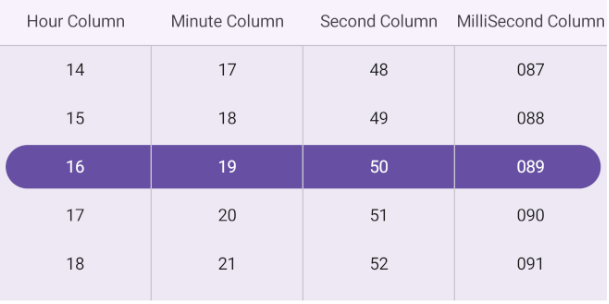 Hour Column Minute Column Second Column MilliSecond Column
14 17 48 087
15 18 49 088
16 19 50 089
17 20 51 090
18 21 52 091